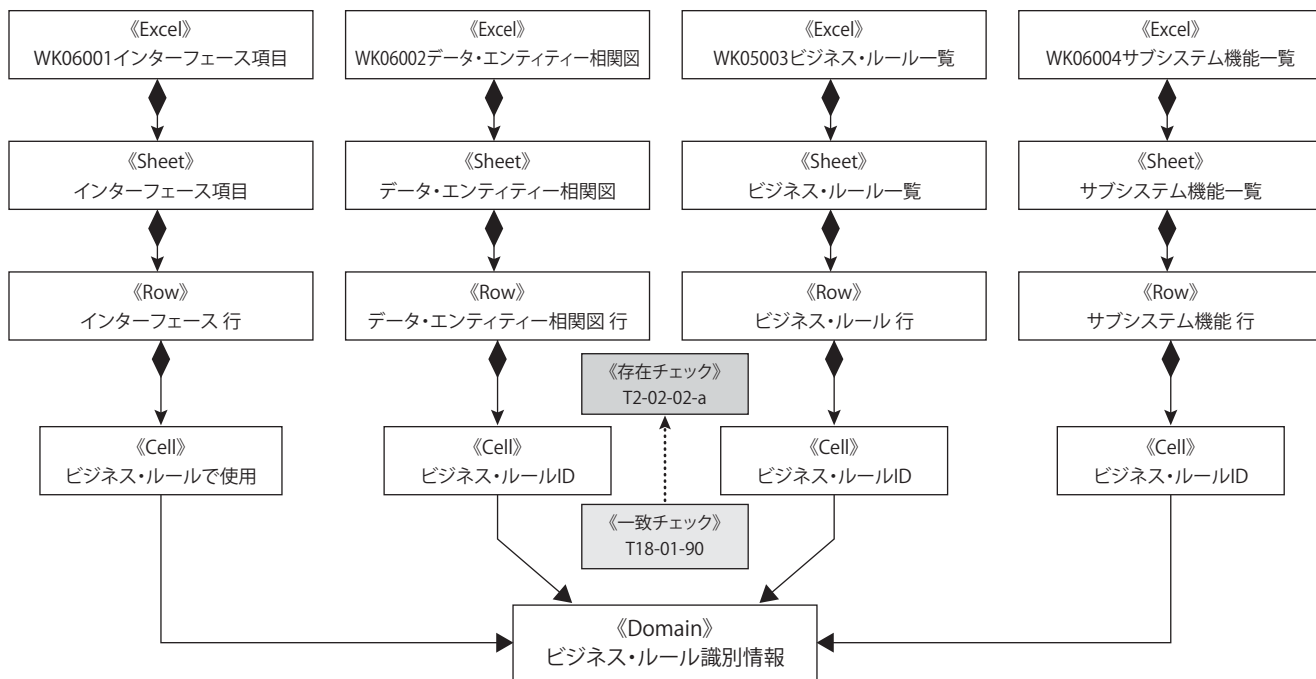 《Excel》
WK06001インターフェース項目
《Excel》
WK06002データ・エンティティー相関図
《Excel》
WK05003ビジネス・ルール一覧
《Excel》
WK06004サブシステム機能一覧
《Sheet》
インターフェース項目
《Sheet》
データ・エンティティー相関図
《Sheet》
ビジネス・ルール一覧
《Sheet》
サブシステム機能一覧
《Row》
インターフェース 行
《Row》
データ・エンティティー相関図 行
《Row》
ビジネス・ルール 行
《Row》
サブシステム機能 行
《存在チェック》
T2-02-02-a
《Cell》
ビジネス・ルールで使用
《Cell》
ビジネス・ルールID
《Cell》
ビジネス・ルールID
《Cell》
ビジネス・ルールID
《一致チェック》
T18-01-90
《Domain》
ビジネス・ルール識別情報